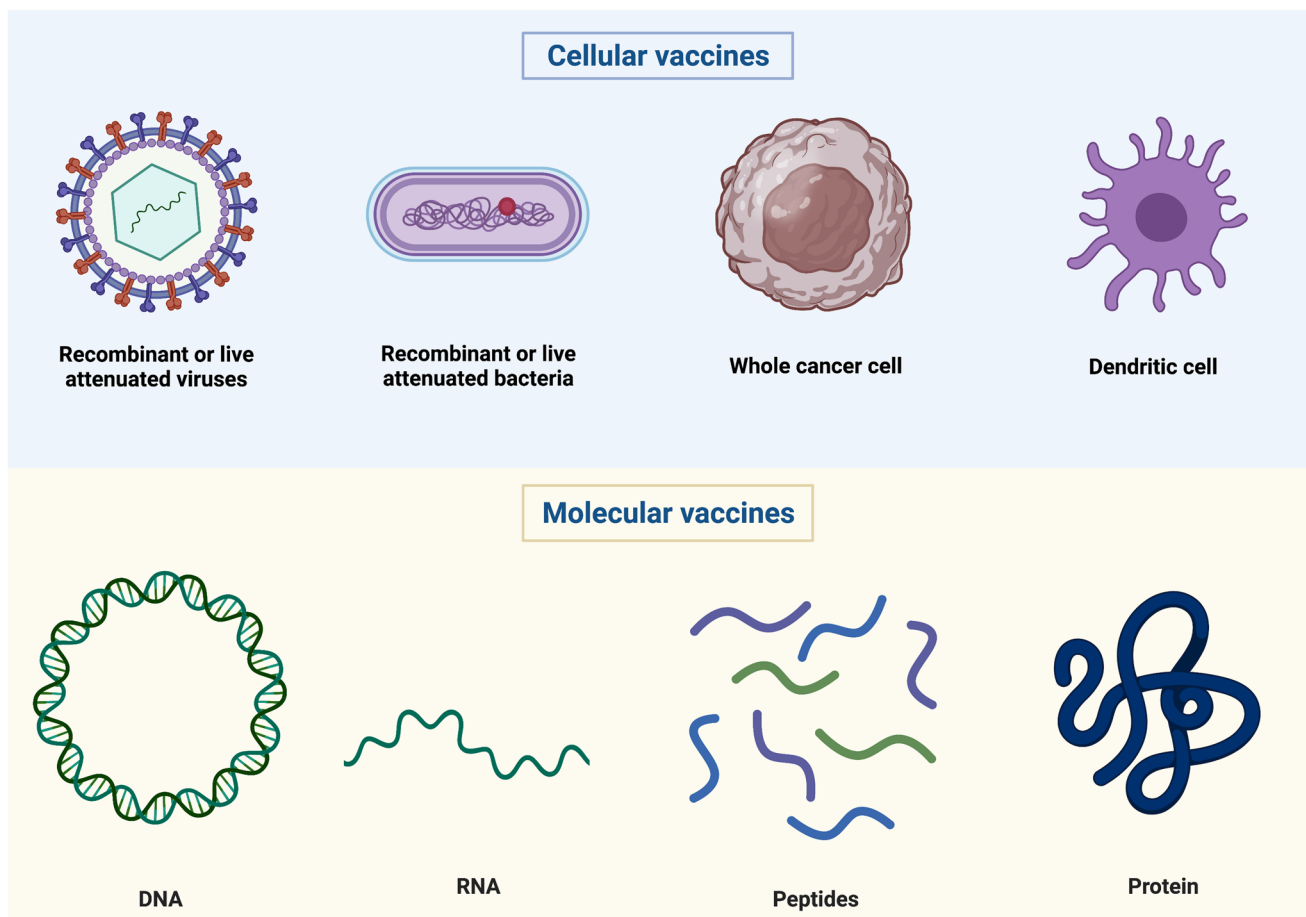 Cellular vaccines
Recombinant or live
attenuated viruses
Recombinant or live
attenuated bacteria
Whole cancer cell
Dendritic cell
Molecular vaccines
DNA
RNA
Peptides
Protein